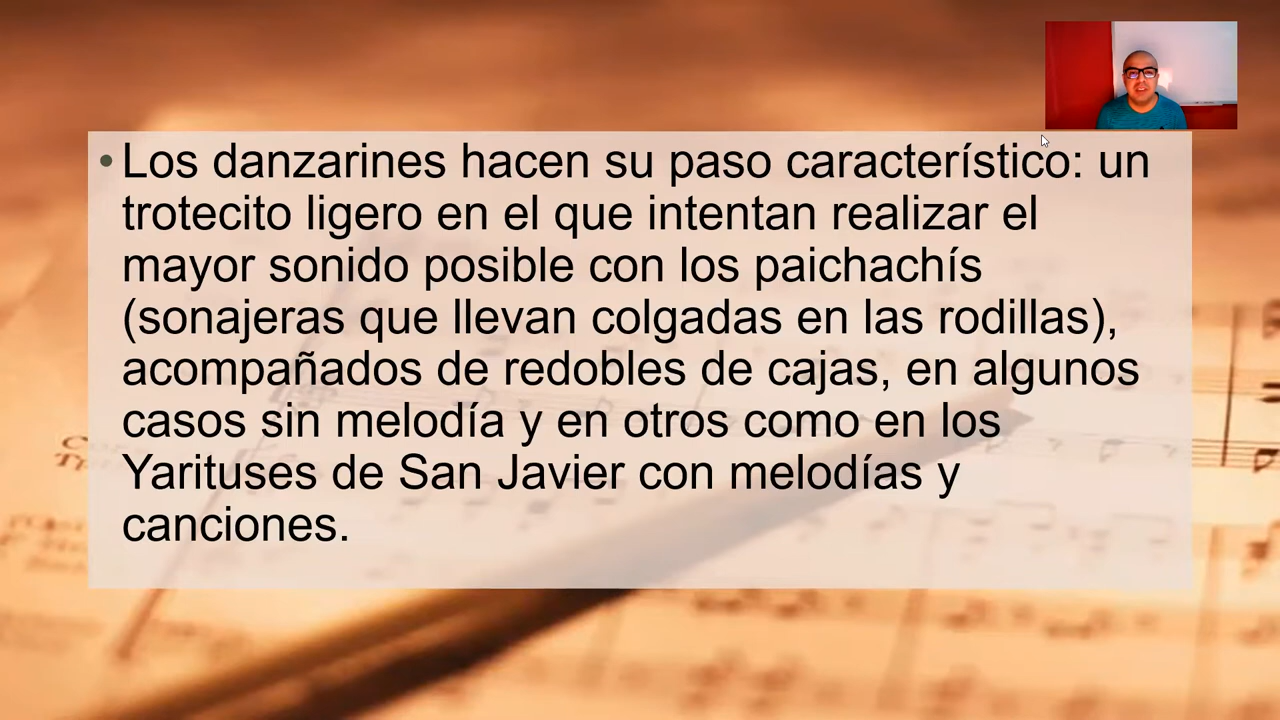 • Los danzarines hacen su paso característico: un
trotecito ligero en el que intentan realizar el
mayor sonido posible con los paichachís
(sonajeras que llevan colgadas en las rodillas),
acompañados de redobles de cajas, en algunos
casos sin melodía y en otros como en los
Yarituses de San Javier con melodías y
canciones.